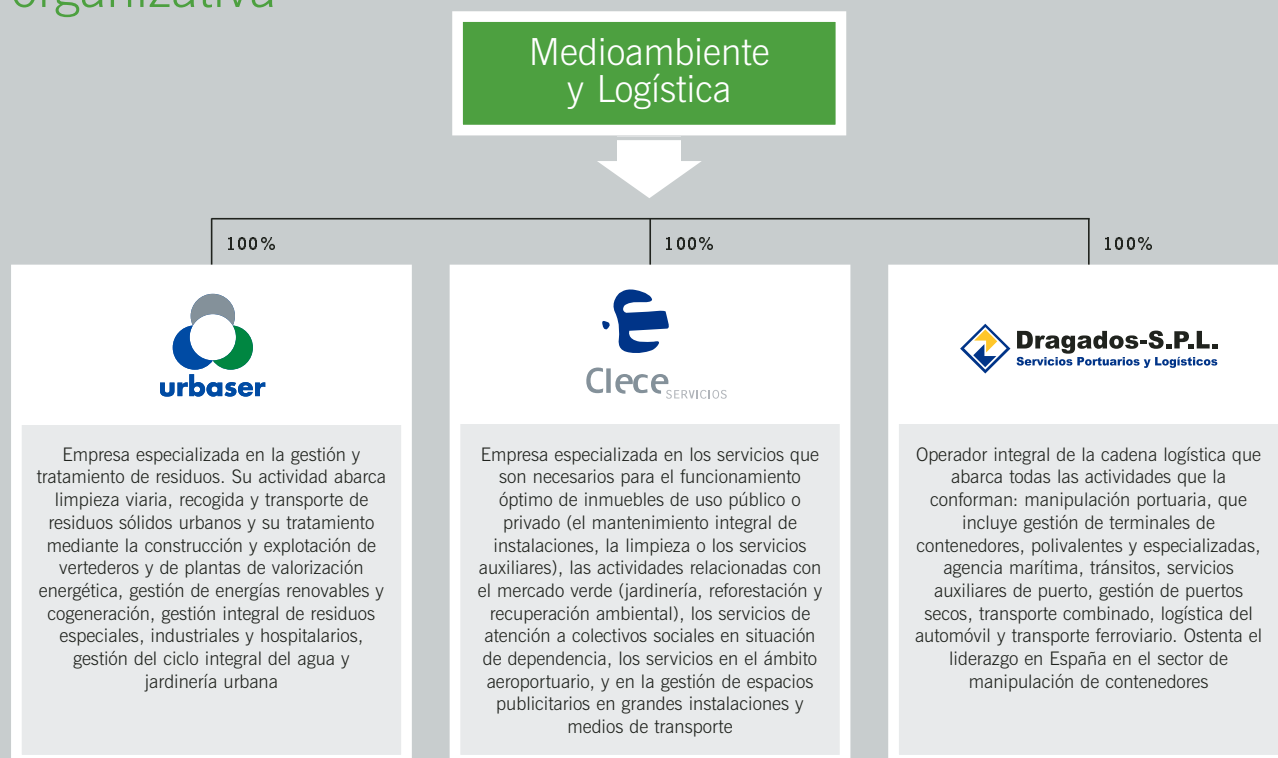 organizativa
Medioambiente
y Logística
100%
100%
100%
urbaser
Clece SERVICIOS
Dragados-S.P.L.
Servicios Portuarios y Logísticos
Empresa especializada en la gestión y
tratamiento de residuos. Su actividad abarca
limpieza viaria, recogida y transporte de
residuos sólidos urbanos y su tratamiento
mediante la construcción y explotación de
vertederos y de plantas de valorización
energética, gestión de energías renovables y
cogeneración, gestión integral de residuos
especiales, industriales y hospitalarios,
gestión del ciclo integral del agua y
jardinería urbana
Empresa especializada en los servicios que
son necesarios para el funcionamiento
óptimo de inmuebles de uso público o
privado (el mantenimiento integral de
instalaciones, la limpieza o los servicios
auxiliares), las actividades relacionadas con
el mercado verde (jardinería, reforestación y
recuperación ambiental), los servicios de
atención a colectivos sociales en situación
de dependencia, los servicios en el ámbito
aeroportuario, y en la gestión de espacios
publicitarios en grandes instalaciones y
medios de transporte
Operador integral de la cadena logística que
abarca todas las actividades que la
conforman: manipulación portuaria, que
incluye gestión de terminales de
contenedores, polivalentes y especializadas,
agencia marítima, tránsitos, servicios
auxiliares de puerto, gestión de puertos
secos, transporte combinado, logística del
automóvil y transporte ferroviario. Ostenta el
liderazgo en España en el sector de
manipulación de contenedores